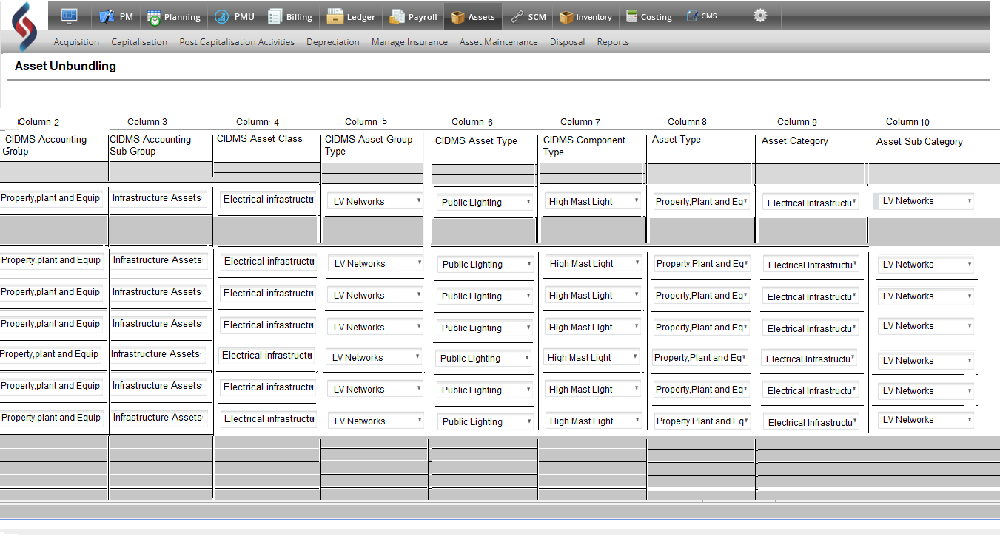 PM Planning PMU Billing Ledger Payroll Assets SCM Inventory Costing CMS
Acquisition Capitalisation Post Capitalisation Activities Depreciation Manage Insurance Asset Maintenance Disposal Reports
Asset Unbundling
Column 2 Column 3 Column 4 Column 5 Column 6 Column 7 Column 8 Column 9 Column 10
CIDMS Accounting Group CIDMS Accounting Sub Group CIDMS Asset Class CIDMS Asset Group Type CIDMS Asset Type CIDMS Component Type Asset Type Asset Category Asset Sub Category
Property,plant and Equip Infrastructure Assets Electrical infrastructu LV Networks Public Lighting High Mast Light Property,Plant and Eq Electrical Infrastructu LV Networks
Property,plant and Equip Infrastructure Assets Electrical infrastructu LV Networks Public Lighting High Mast Light Property,Plant and Eq Electrical Infrastructu LV Networks
Property,plant and Equip Infrastructure Assets Electrical infrastructu LV Networks Public Lighting High Mast Light Property,Plant and Eq Electrical Infrastructu LV Networks
Property,plant and Equip Infrastructure Assets Electrical infrastructu LV Networks Public Lighting High Mast Light Property,Plant and Eq Electrical Infrastructu LV Networks
Property,plant and Equip Infrastructure Assets Electrical infrastructu LV Networks Public Lighting High Mast Light Property,Plant and Eq Electrical Infrastructu LV Networks
Property,plant and Equip Infrastructure Assets Electrical infrastructu LV Networks Public Lighting High Mast Light Property,Plant and Eq Electrical Infrastructu LV Networks
Property,plant and Equip Infrastructure Assets Electrical infrastructu LV Networks Public Lighting High Mast Light Property,Plant and Eq Electrical Infrastructu LV Networks